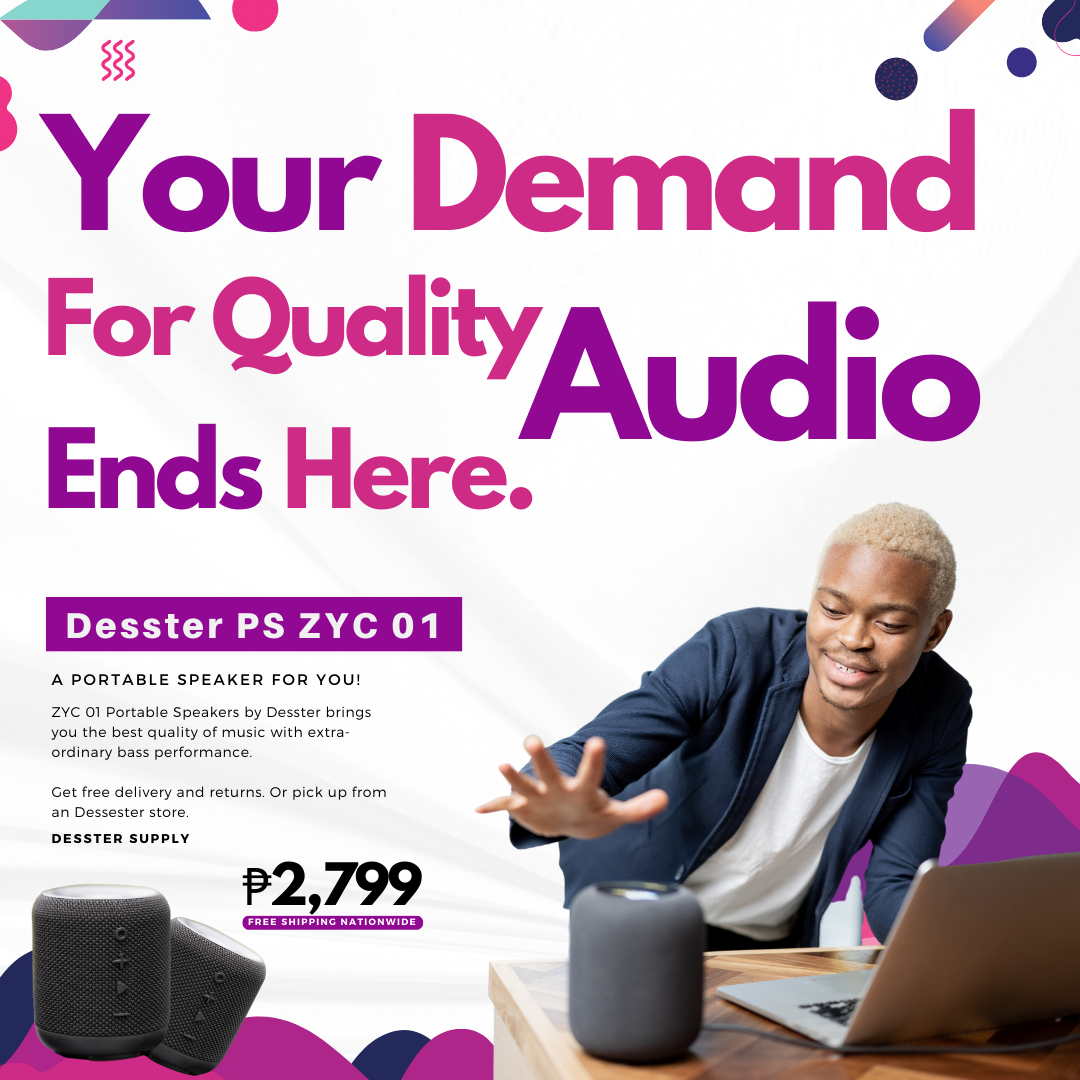 Your Demand
For Quality Audio
Ends Here.
Desster PS ZYC 01
A PORTABLE SPEAKER FOR YOU!
ZYC 01 Portable Speakers by Desster brings
you the best quality of music with extra-
ordinary bass performance.
Get free delivery and returns. Or pick up from
an Dessester store.
DESSTER SUPPLY
₱2,799
FREE SHIPPING NATIONWIDE